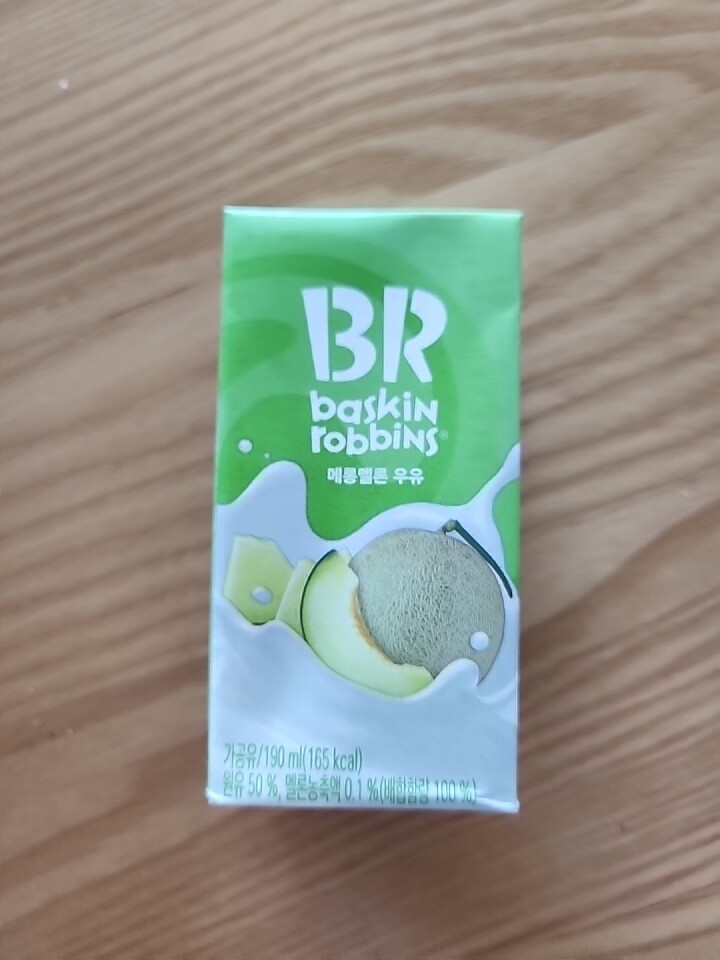 BR
baskin
robbins®
메롱멜론 우유
가공유/190 ml(165 kcal)
원유 50 %, 멜론농축액 0.1 %(배합함량 100 %)